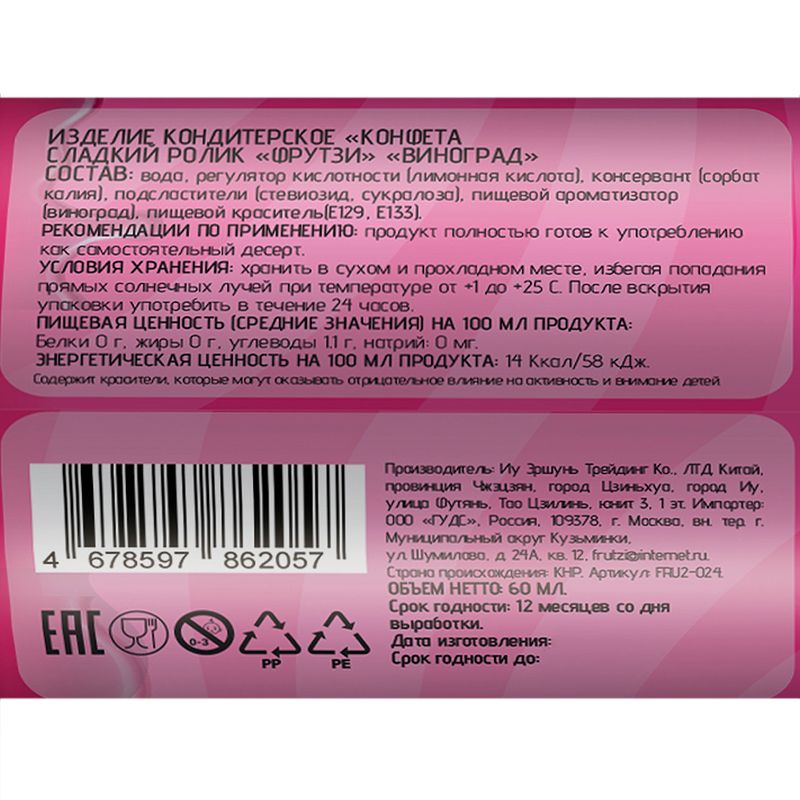 ИЗДЕЛИЕ КОНДИТЕРСКОЕ «КОНФЕТА
СЛАДКИЙ РОЛИК «ФРУТЗИ» «ВИНОГРАД»
СОСТАВ: вода, регулятор кислотности (лимонная кислота), консервант (сорбат
калия), подсластители (стевиозид, сукралоза), пищевой ароматизатор
(виноград), пищевой краситель(Е129, Е133).
РЕКОМЕНДАЦИИ ПО ПРИМЕНЕНИЮ: продукт полностью готов к употреблению
как самостоятельный десерт.
УСЛОВИЯ ХРАНЕНИЯ: хранить в сухом и прохладном месте, избегая попадания
прямых солнечных лучей при температуре от +1 до +25 С. После вскрытия
упаковки употребить в течение 24 часов.
ПИЩЕВАЯ ЦЕННОСТЬ (СРЕДНИЕ ЗНАЧЕНИЯ) НА 100 МЛ ПРОДУКТА:
Белки 0 г, жиры 0 г, углеводы 1.1 г, натрий: 0 мг.
ЭНЕРГЕТИЧЕСКАЯ ЦЕННОСТЬ НА 100 МЛ ПРОДУКТА: 14 Ккал/58 кДж.
Содержит красители, которые могут оказывать отрицательное влияние на активность и внимание детей.
4 678597 862057
EAC
0-3
PP
PE
Производитель: Иу Эршунь Трейдинг Ко., ЛТД Китай,
провинция Чжэцзян, город Цзиньхуа, город Иу,
улица Футянь, Тао Цзилинь, юнит 3, 1 эт. Импортер:
ООО «ГУДС», Россия, 109378, г. Москва, вн. тер. г.
Муниципальный округ Кузьминки,
ул. Шумилова, д. 24А, кв. 12, frutzi@internet.ru.
Страна происхождения: КНР. Артикул: FRU2-024.
ОБЪЕМ НЕТТО: 60 МЛ.
Срок годности: 12 месяцев со дня
выработки.
Дата изготовления:
Срок годности до: